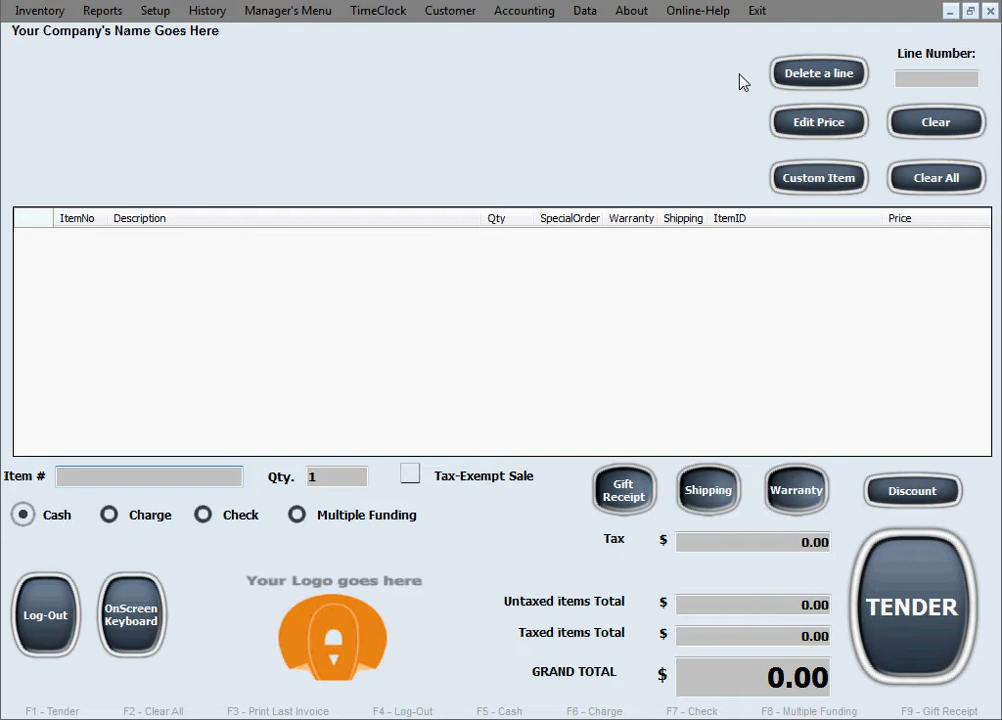 Inventory Reports Setup History Manager's Menu TimeClock Customer Accounting Data About Online-Help Exit
Your Company's Name Goes Here
Delete a line
Line Number:
Edit Price
Clear
Custom Item
Clear All
ItemNo Description Qty SpecialOrder Warranty Shipping ItemID Price
Item #
Qty. 1
Tax-Exempt Sale
Gift
Receipt
Shipping
Warranty
Discount
Cash Charge Check Multiple Funding
Tax $ 0.00
Your Logo goes here
Log-Out
OnScreen
Keyboard
Untaxed items Total $ 0.00
Taxed items Total $ 0.00
GRAND TOTAL $ 0.00
TENDER
F1 - Tender F2 - Clear All F3 - Print Last Invoice F4 - Log-Out F5 - Cash F6 - Charge F7 - Check F8 - Multiple Funding F9 - Gift Receipt